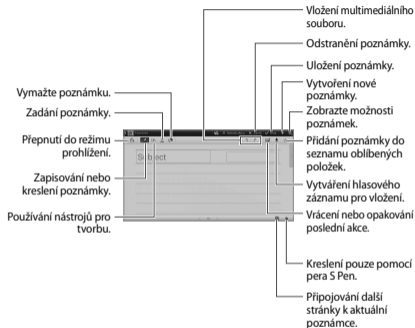 Vložení multimediálního
souboru.
Odstranění poznámky.
Uložení poznámky.
Vytvoření nové
poznámky.
Zobrazte možnosti
poznámek.
Přidání poznámky do
seznamu oblíbených
položek.
Vytváření hlasového
záznamu pro vložení.
Vrácení nebo opakování
poslední akce.
Kreslení pouze pomocí
pera S Pen.
Připojování další
stránky k aktuální
poznámce.
Vymažte poznámku.
Zadání poznámky.
Přepnutí do režimu
prohlížení.
Zapisování nebo
kreslení poznámky.
Používání nástrojů pro
tvorbu.
Subject